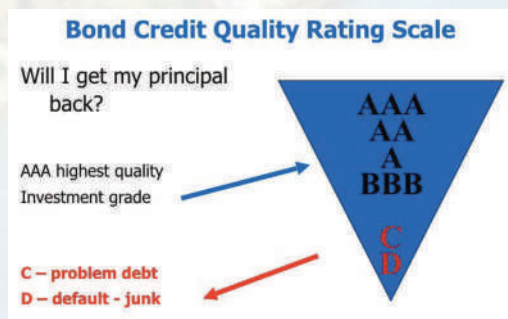 Bond Credit Quality Rating Scale
Will I get my principal
back?
AAA highest quality
Investment grade
C – problem debt
D – default - junk
AAA
AA
A
BBB
C
D